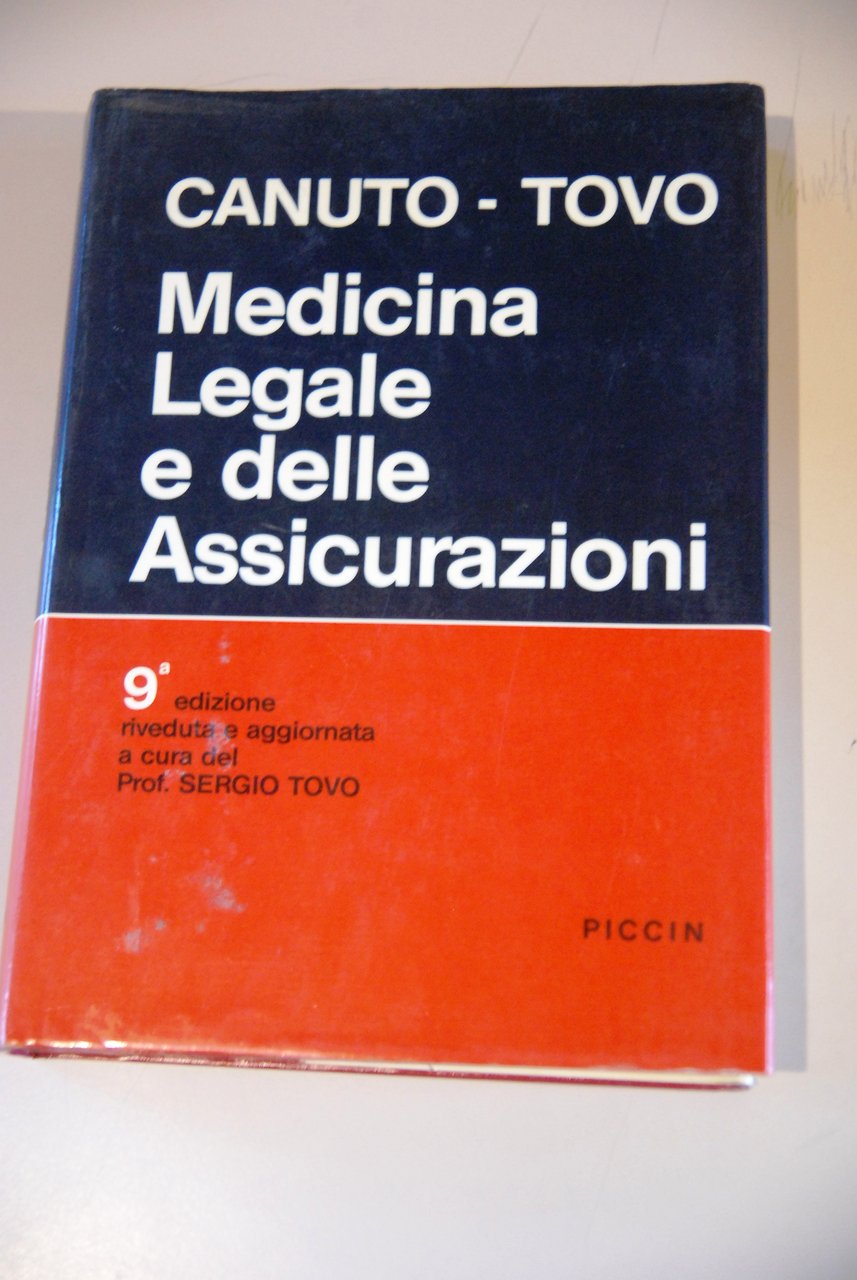 CANUTO - TOVO
Medicina
Legale
e delle
Assicurazioni
9ª edizione
riveduta e aggiornata
a cura del
Prof. SERGIO TOVO
PICCIN